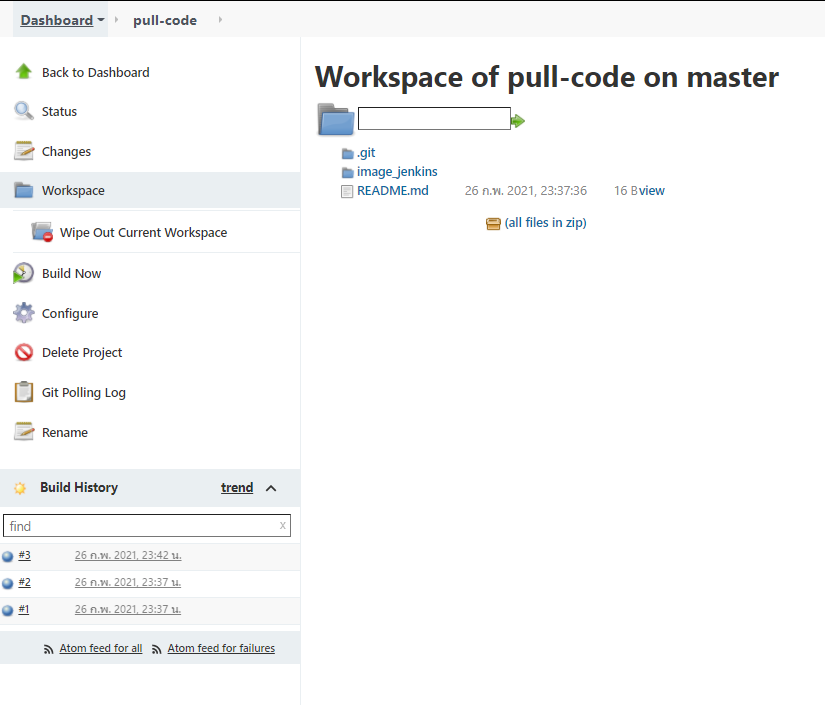 Dashboard pull-code
Back to Dashboard
Status
Changes
Workspace
Wipe Out Current Workspace
Build Now
Configure
Delete Project
Git Polling Log
Rename
Build History trend
find x
#3 26 ก.พ. 2021, 23:42 น.
#2 26 ก.พ. 2021, 23:37 น.
#1 26 ก.พ. 2021, 23:37 น.
Atom feed for all Atom feed for failures
Workspace of pull-code on master
.git
image_jenkins
README.md 26 ก.พ. 2021, 23:37:36 16 B view
(all files in zip)